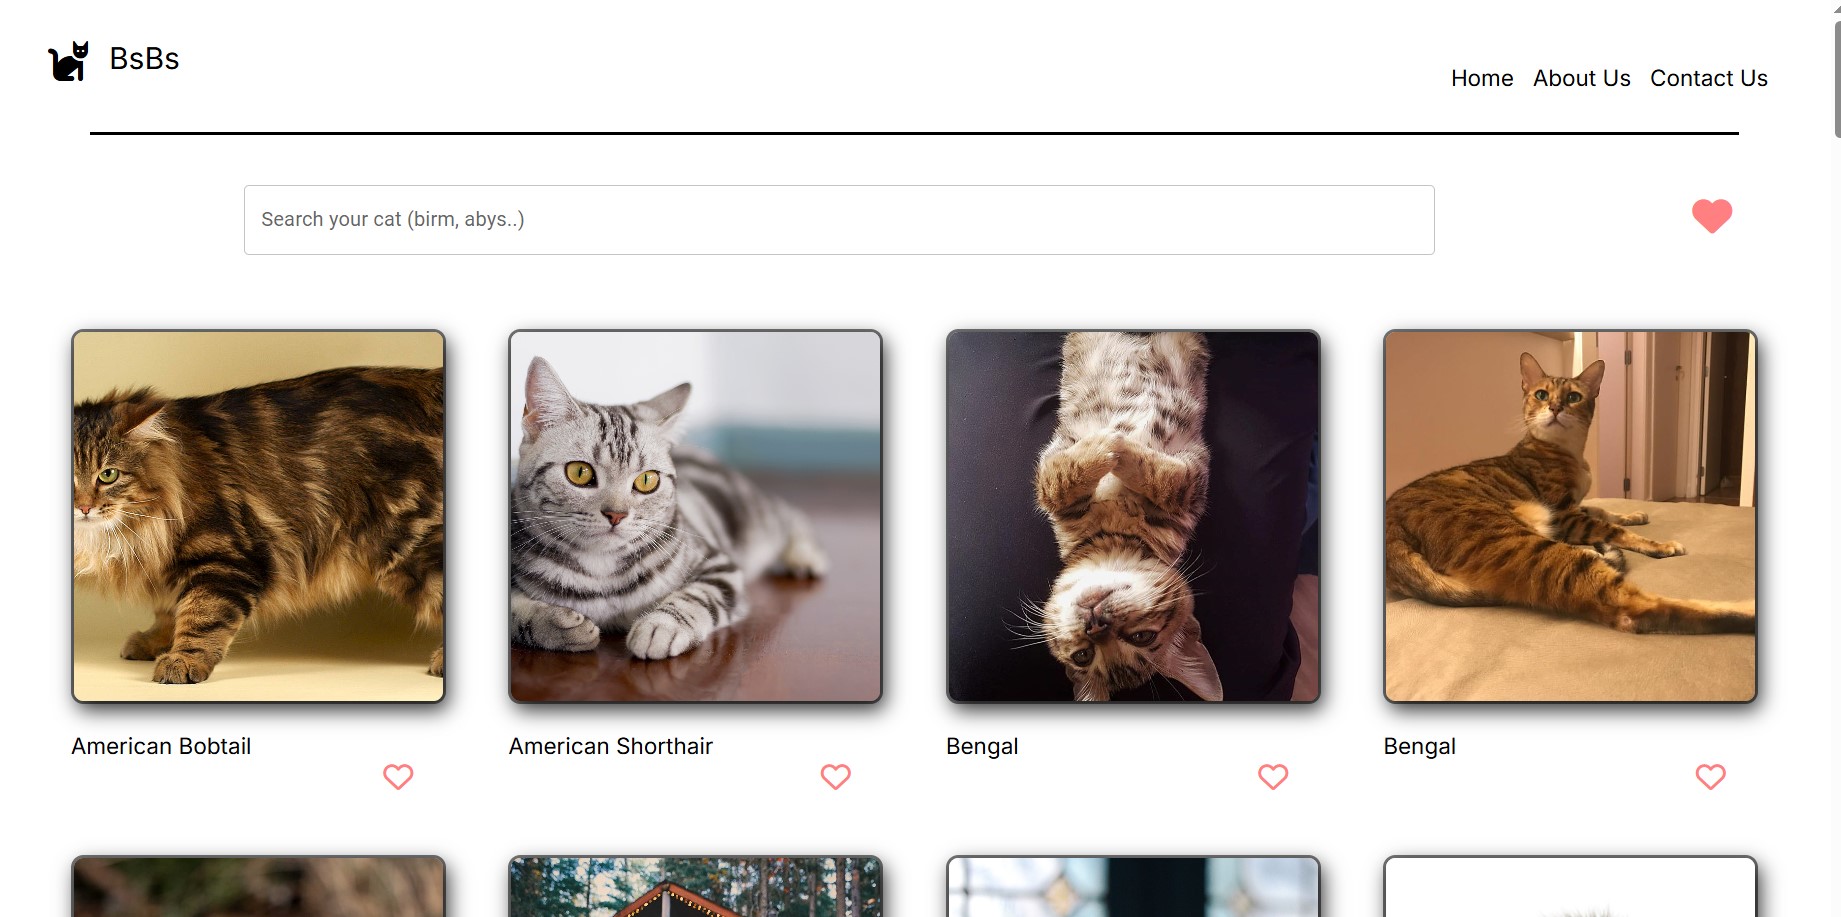 BsBs
Home About Us Contact Us
Search your cat (birm, abys..)
American Bobtail
American Shorthair
Bengal
Bengal